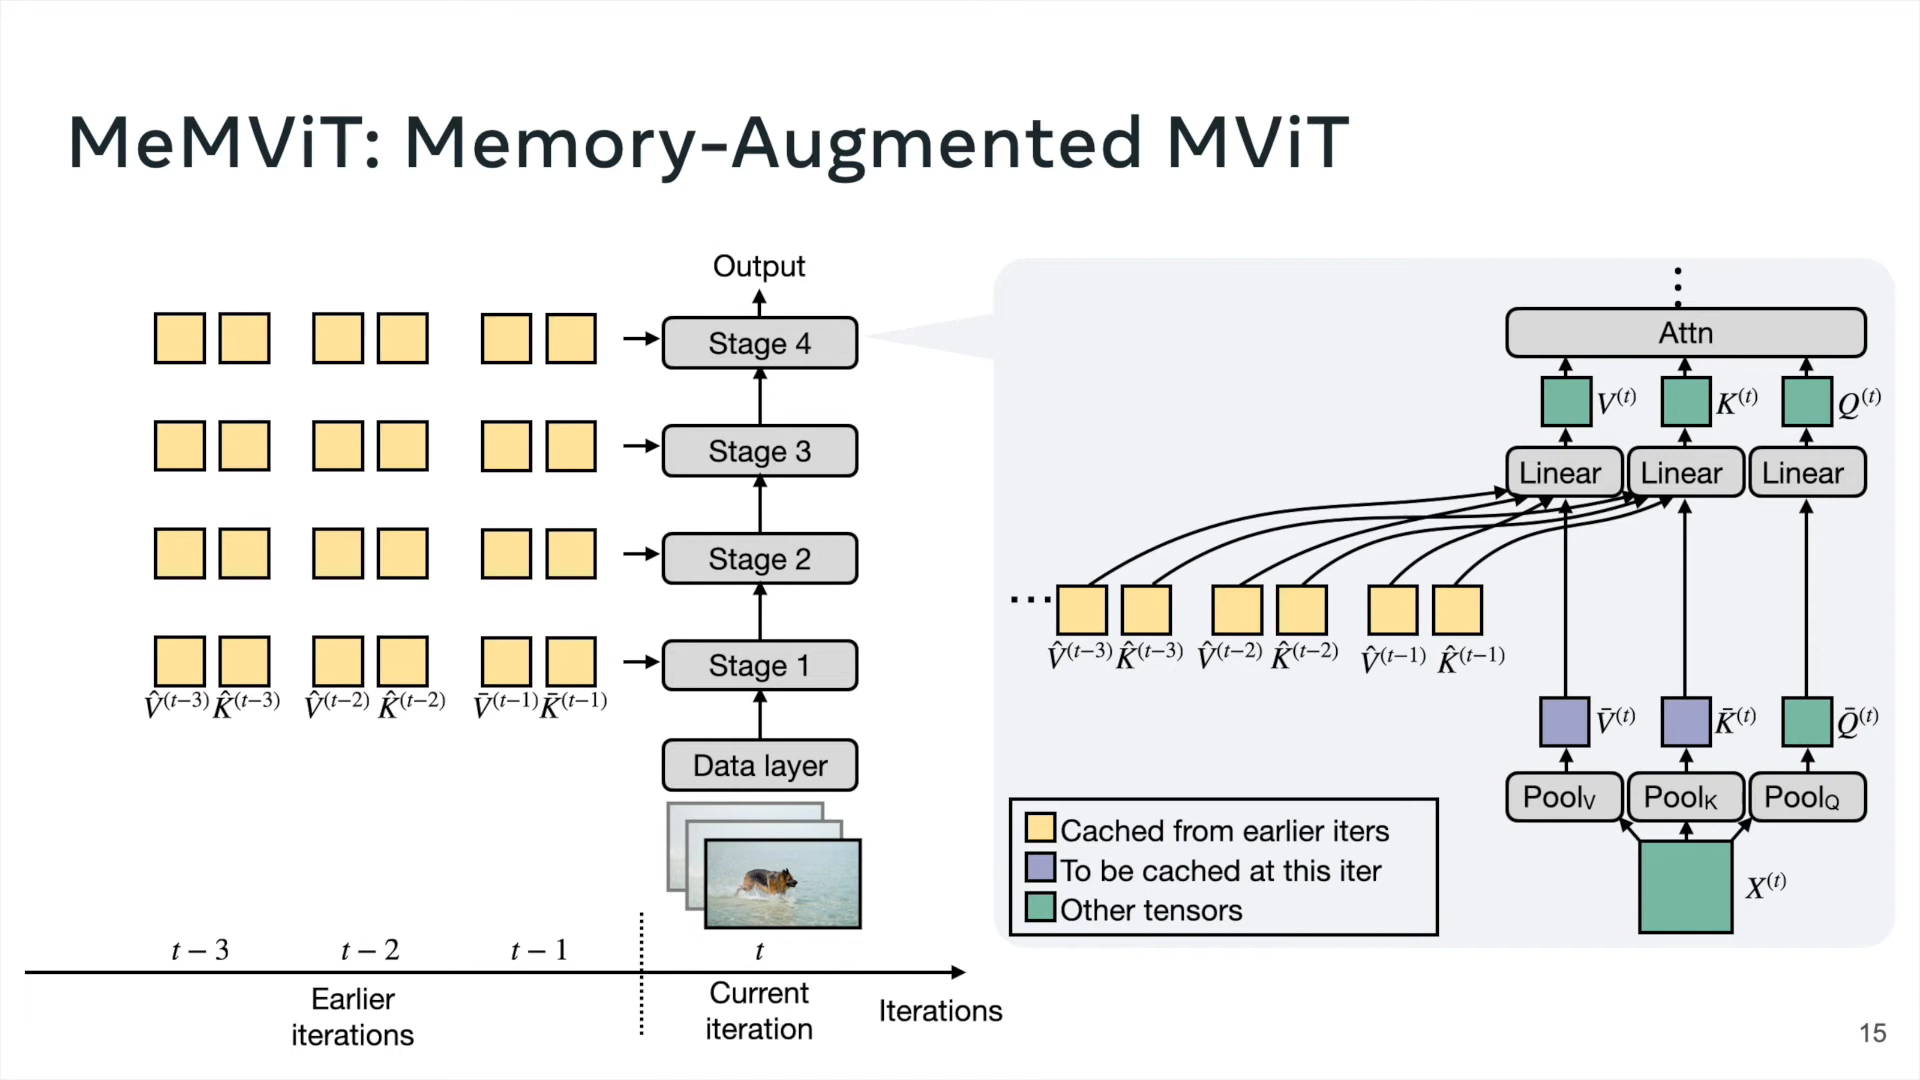 MeMViT: Memory-Augmented MViT
Output
Stage 4
Stage 3
Stage 2
Stage 1
V̂(t−3) K̂(t−3) V̂(t−2) K̂(t−2) V̄(t−1) K̄(t−1)
Data layer
t − 3 t − 2 t − 1 t
Earlier
iterations
Current
iteration
Iterations
Attn
V(t) K(t) Q(t)
Linear Linear Linear
...
V̂(t−3) K̂(t−3) V̂(t−2) K̂(t−2) V̂(t−1) K̂(t−1)
V̄(t) K̄(t) Q̄(t)
PoolV PoolK PoolQ
X(t)
Cached from earlier iters
To be cached at this iter
Other tensors
15